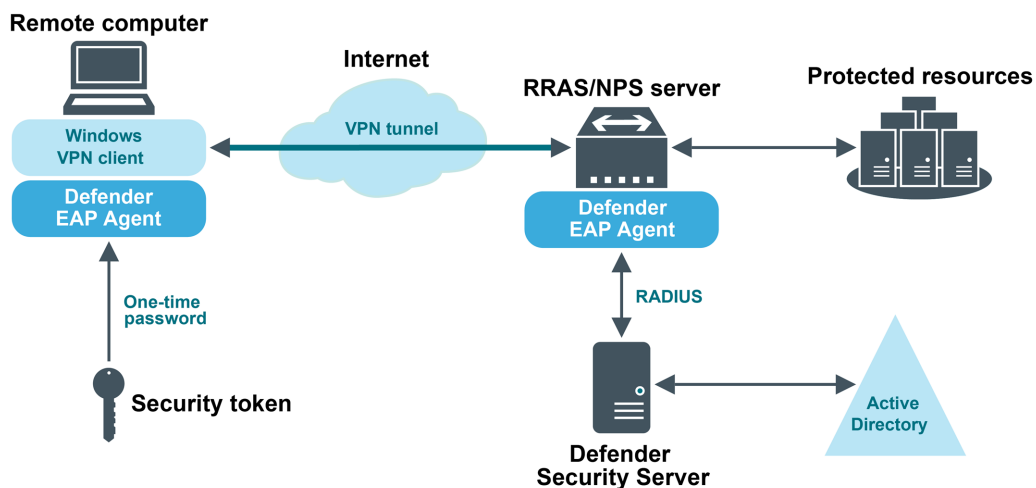 Remote computer
Windows
VPN client
Defender
EAP Agent
One-time
password
Security token
Internet
VPN tunnel
RRAS/NPS server
Defender
EAP Agent
RADIUS
Defender
Security Server
Protected resources
Active
Directory